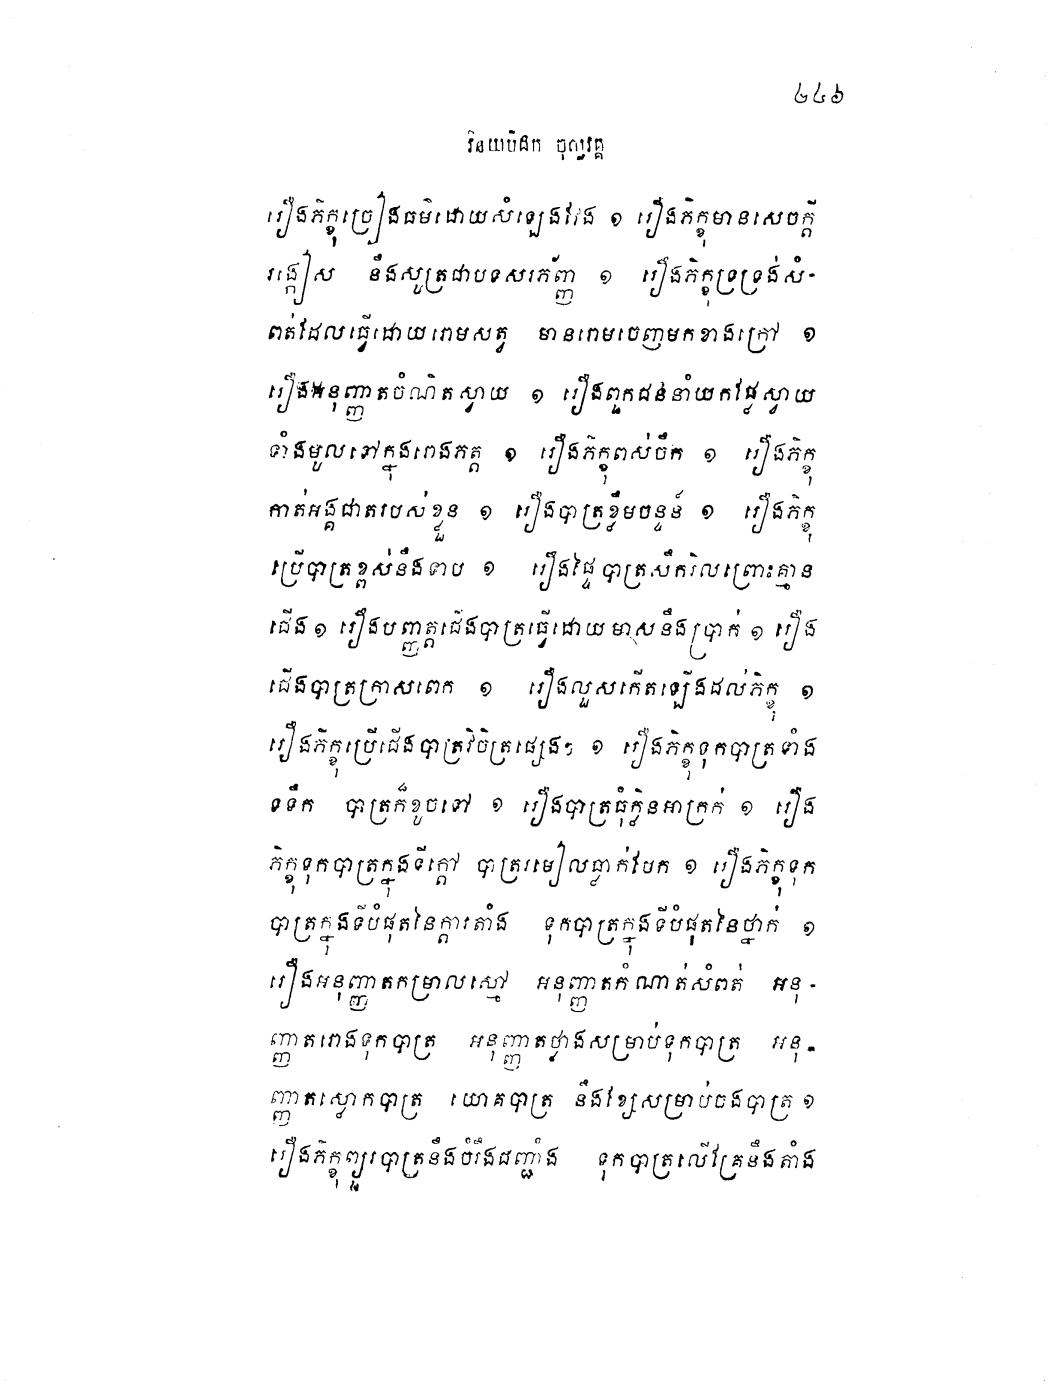 ២៤៦
វិនយបិដក ចុល្លវគ្គ
រឿងភិក្ខុច្រៀងធម៌ដោយសំឡេងវែង ១ រឿងភិក្ខុមានសេចក្ដី
រង្កៀស នឹងសូត្រជាបទសរភ័ញ្ញ ១ រឿងភិក្ខុទ្រទ្រង់សំ-
ពត់ដែលធ្វើដោយរោមសត្វ មានរោមចេញមកខាងក្រៅ ១
រឿងអនុញ្ញាតចំណិតស្វាយ ១ រឿងពួកជននាំយកផ្លែស្វាយ
ទាំងមូលទៅក្នុងរោងភត្ត ១ រឿងភិក្ខុពស់ចឹក ១ រឿងភិក្ខុ
កាត់អង្គជាតរបស់ខ្លួន ១ រឿងបាត្រខ្លឹមចន្ទន៍ ១ រឿងភិក្ខុ
ប្រើបាត្រខ្ពស់នឹងទាប ១ រឿងផ្ទៃបាត្រសឹករិលព្រោះគ្មាន
ជើង ១ រឿងបញ្ញត្តជើងបាត្រធ្វើដោយមាសនឹងប្រាក់ ១ រឿង
ជើងបាត្រក្រាសពេក ១ រឿងលួសកើតឡើងដល់ភិក្ខុ ១
រឿងភិក្ខុប្រើជើងបាត្រវិចិត្រផ្សេងៗ ១ រឿងភិក្ខុទុកបាត្រទាំង
ទទឹក បាត្រក៏ខូចទៅ ១ រឿងបាត្រធុំក្លិនអាក្រក់ ១ រឿង
ភិក្ខុទុកបាត្រក្នុងទីក្ដៅ បាត្ររមៀលធ្លាក់បែក ១ រឿងភិក្ខុទុក
បាត្រក្នុងទីបំផុតនៃក្ដារតាំង ទុកបាត្រក្នុងទីបំផុតនៃថ្នាក់ ១
រឿងអនុញ្ញាតកម្រាលស្មៅ អនុញ្ញាតកំណាត់សំពត់ អនុ-
ញ្ញាតរោងទុកបាត្រ អនុញ្ញាតថ្វាងសម្រាប់ទុកបាត្រ អនុ-
ញ្ញាតស្លោកបាត្រ យោគបាត្រ នឹងខ្សែសម្រាប់ចងបាត្រ ១
រឿងភិក្ខុព្យួរបាត្រនឹងចំរឹងជញ្ជាំង ទុកបាត្រលើគ្រែនឹងតាំង